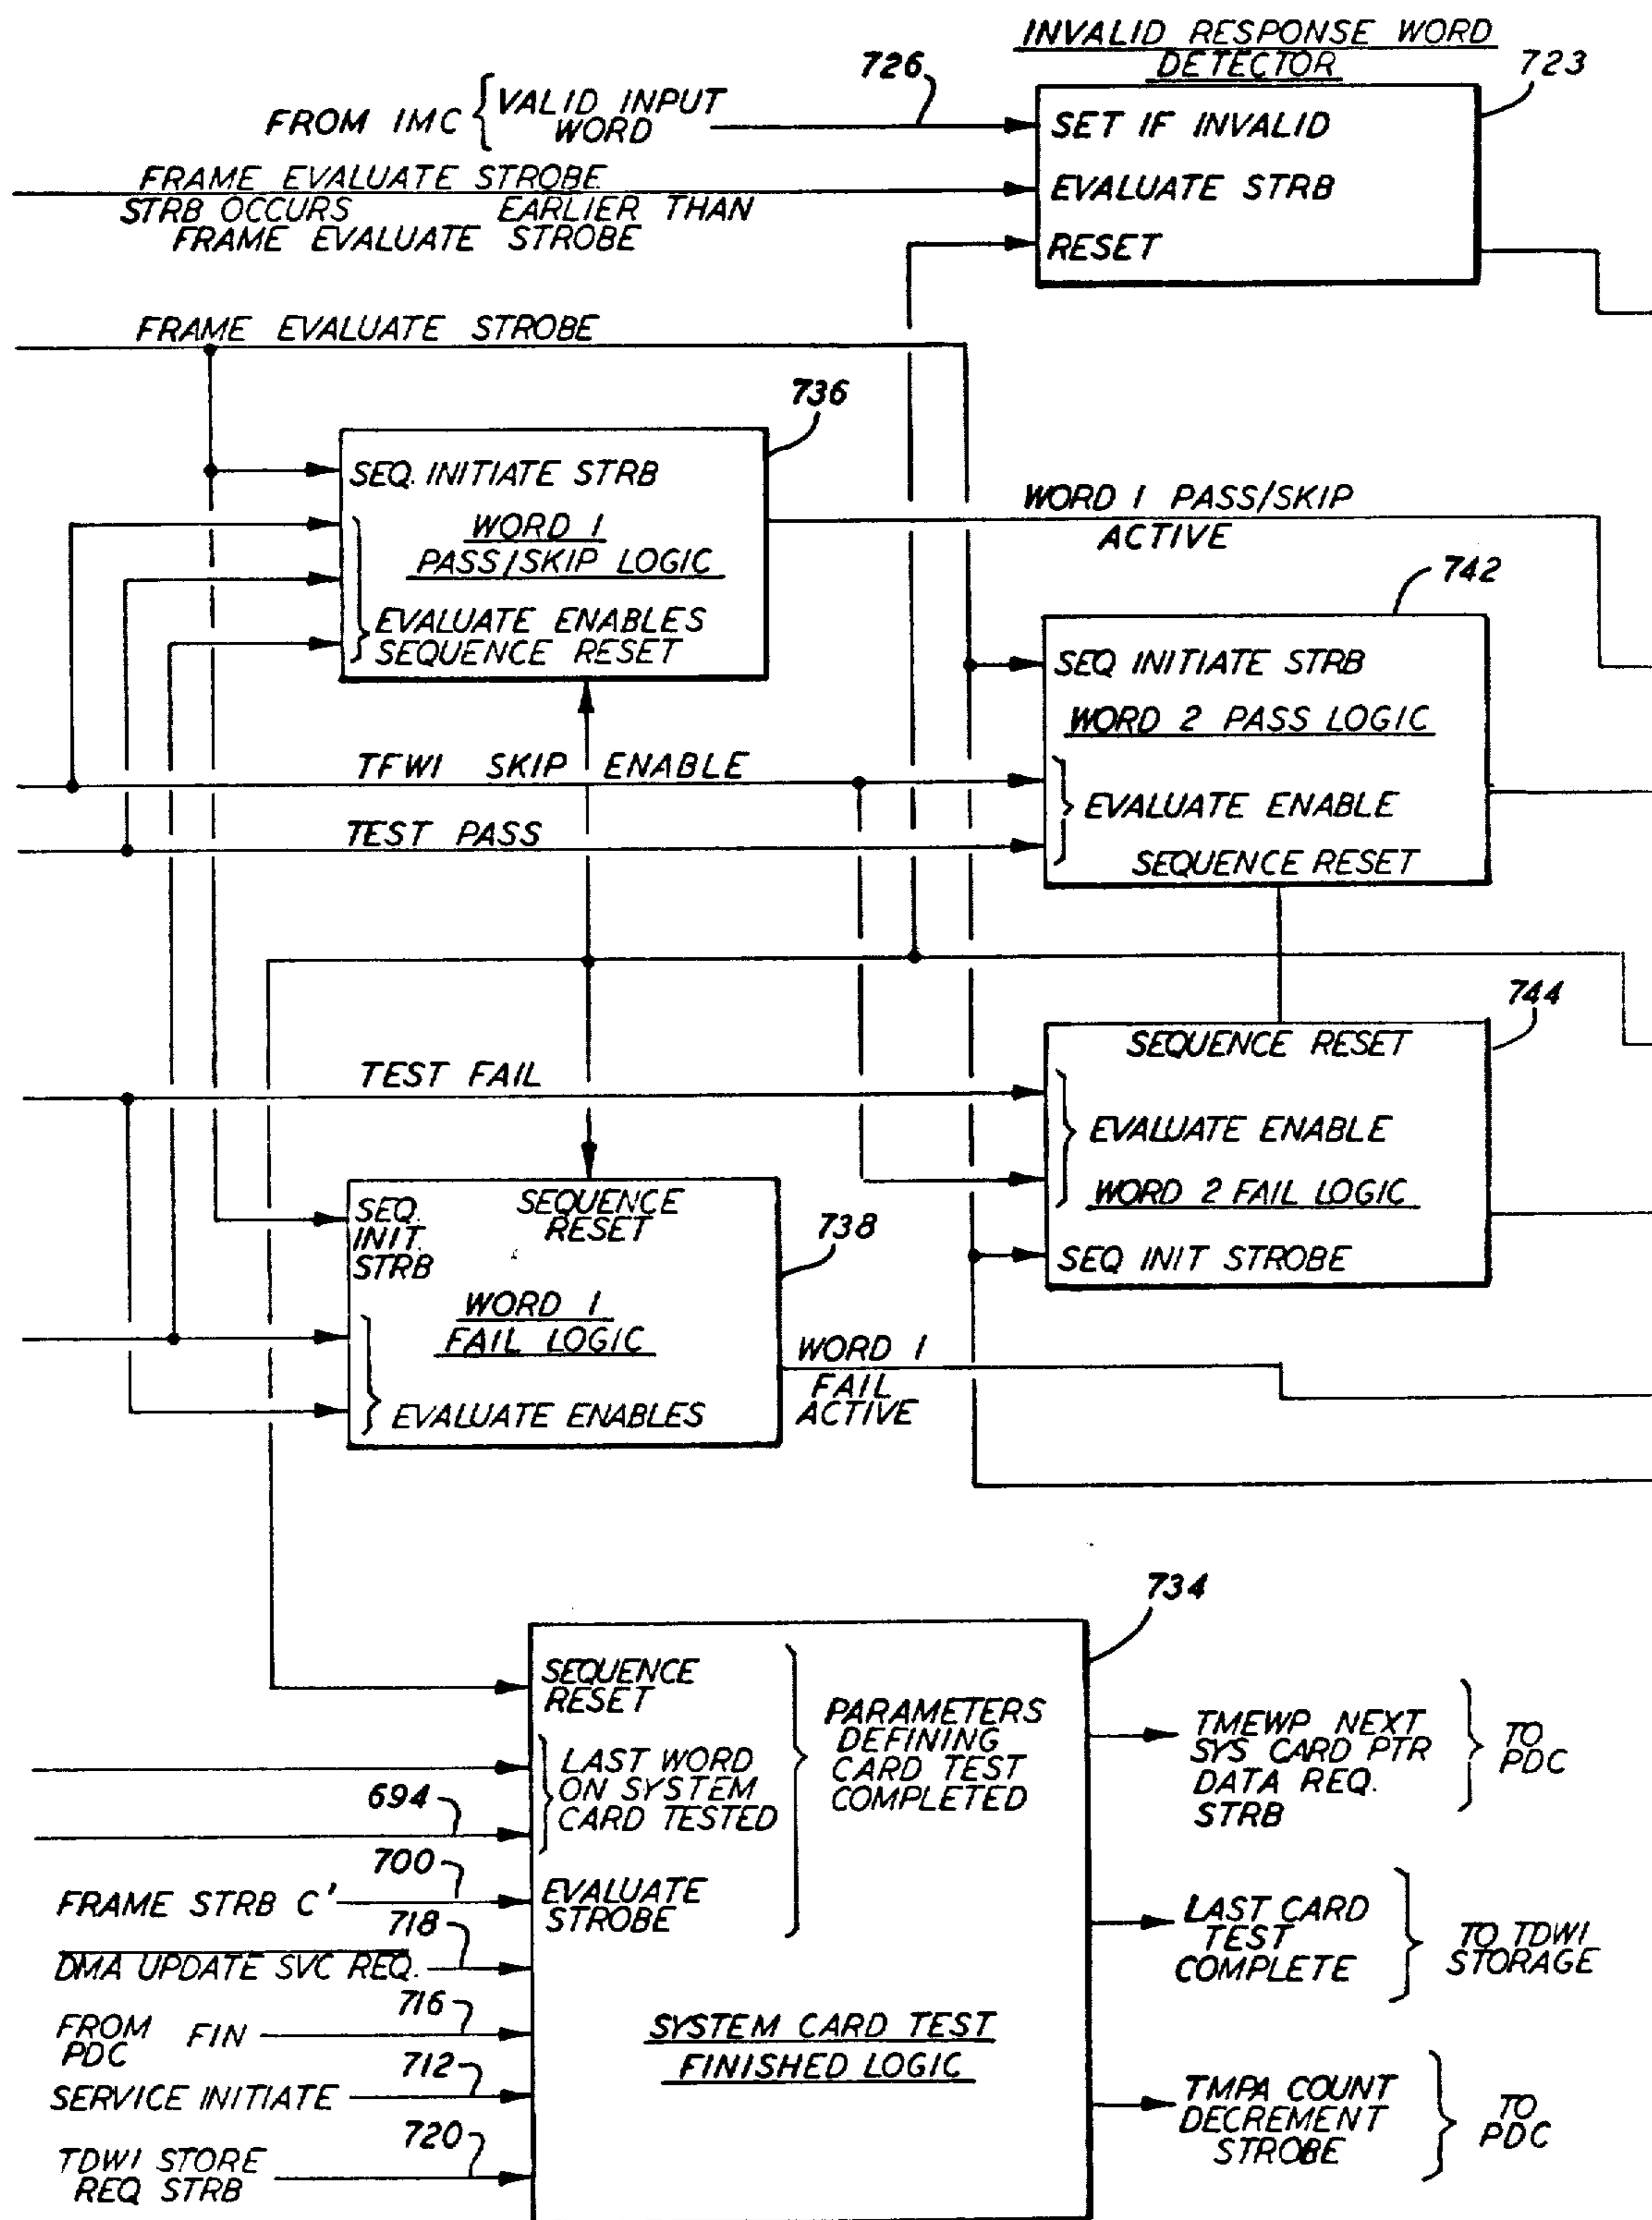 INVALID RESPONSE WORD
DETECTOR
723
726
FROM IMC { VALID INPUT
WORD
SET IF INVALID
FRAME EVALUATE STROBE
EVALUATE STRB
STRB OCCURS EARLIER THAN
FRAME EVALUATE STROBE
RESET
FRAME EVALUATE STROBE
736
SEQ. INITIATE STRB
WORD 1
PASS/SKIP LOGIC
EVALUATE ENABLES
SEQUENCE RESET
WORD 1 PASS/SKIP
ACTIVE
742
SEQ INITIATE STRB
WORD 2 PASS LOGIC
EVALUATE ENABLE
SEQUENCE RESET
TFWI SKIP ENABLE
TEST PASS
744
SEQUENCE RESET
TEST FAIL
EVALUATE ENABLE
WORD 2 FAIL LOGIC
SEQ INIT STROBE
SEQUENCE
RESET
SEQ.
INIT.
STRB
738
WORD 1
FAIL LOGIC
EVALUATE ENABLES
WORD 1
FAIL
ACTIVE
734
SEQUENCE
RESET
LAST WORD
ON SYSTEM
CARD TESTED
PARAMETERS
DEFINING
CARD TEST
COMPLETED
694
700
FRAME STRB C'
EVALUATE
STROBE
718
DMA UPDATE SVC REQ.
716
FROM
PDC
FIN
712
SERVICE INITIATE
720
TDWI STORE
REQ STRB
SYSTEM CARD TEST
FINISHED LOGIC
TMEWP NEXT
SYS CARD PTR
DATA REQ.
STRB
TO
PDC
LAST CARD
TEST
COMPLETE
TO TDWI
STORAGE
TMPA COUNT
DECREMENT
STROBE
TO
PDC